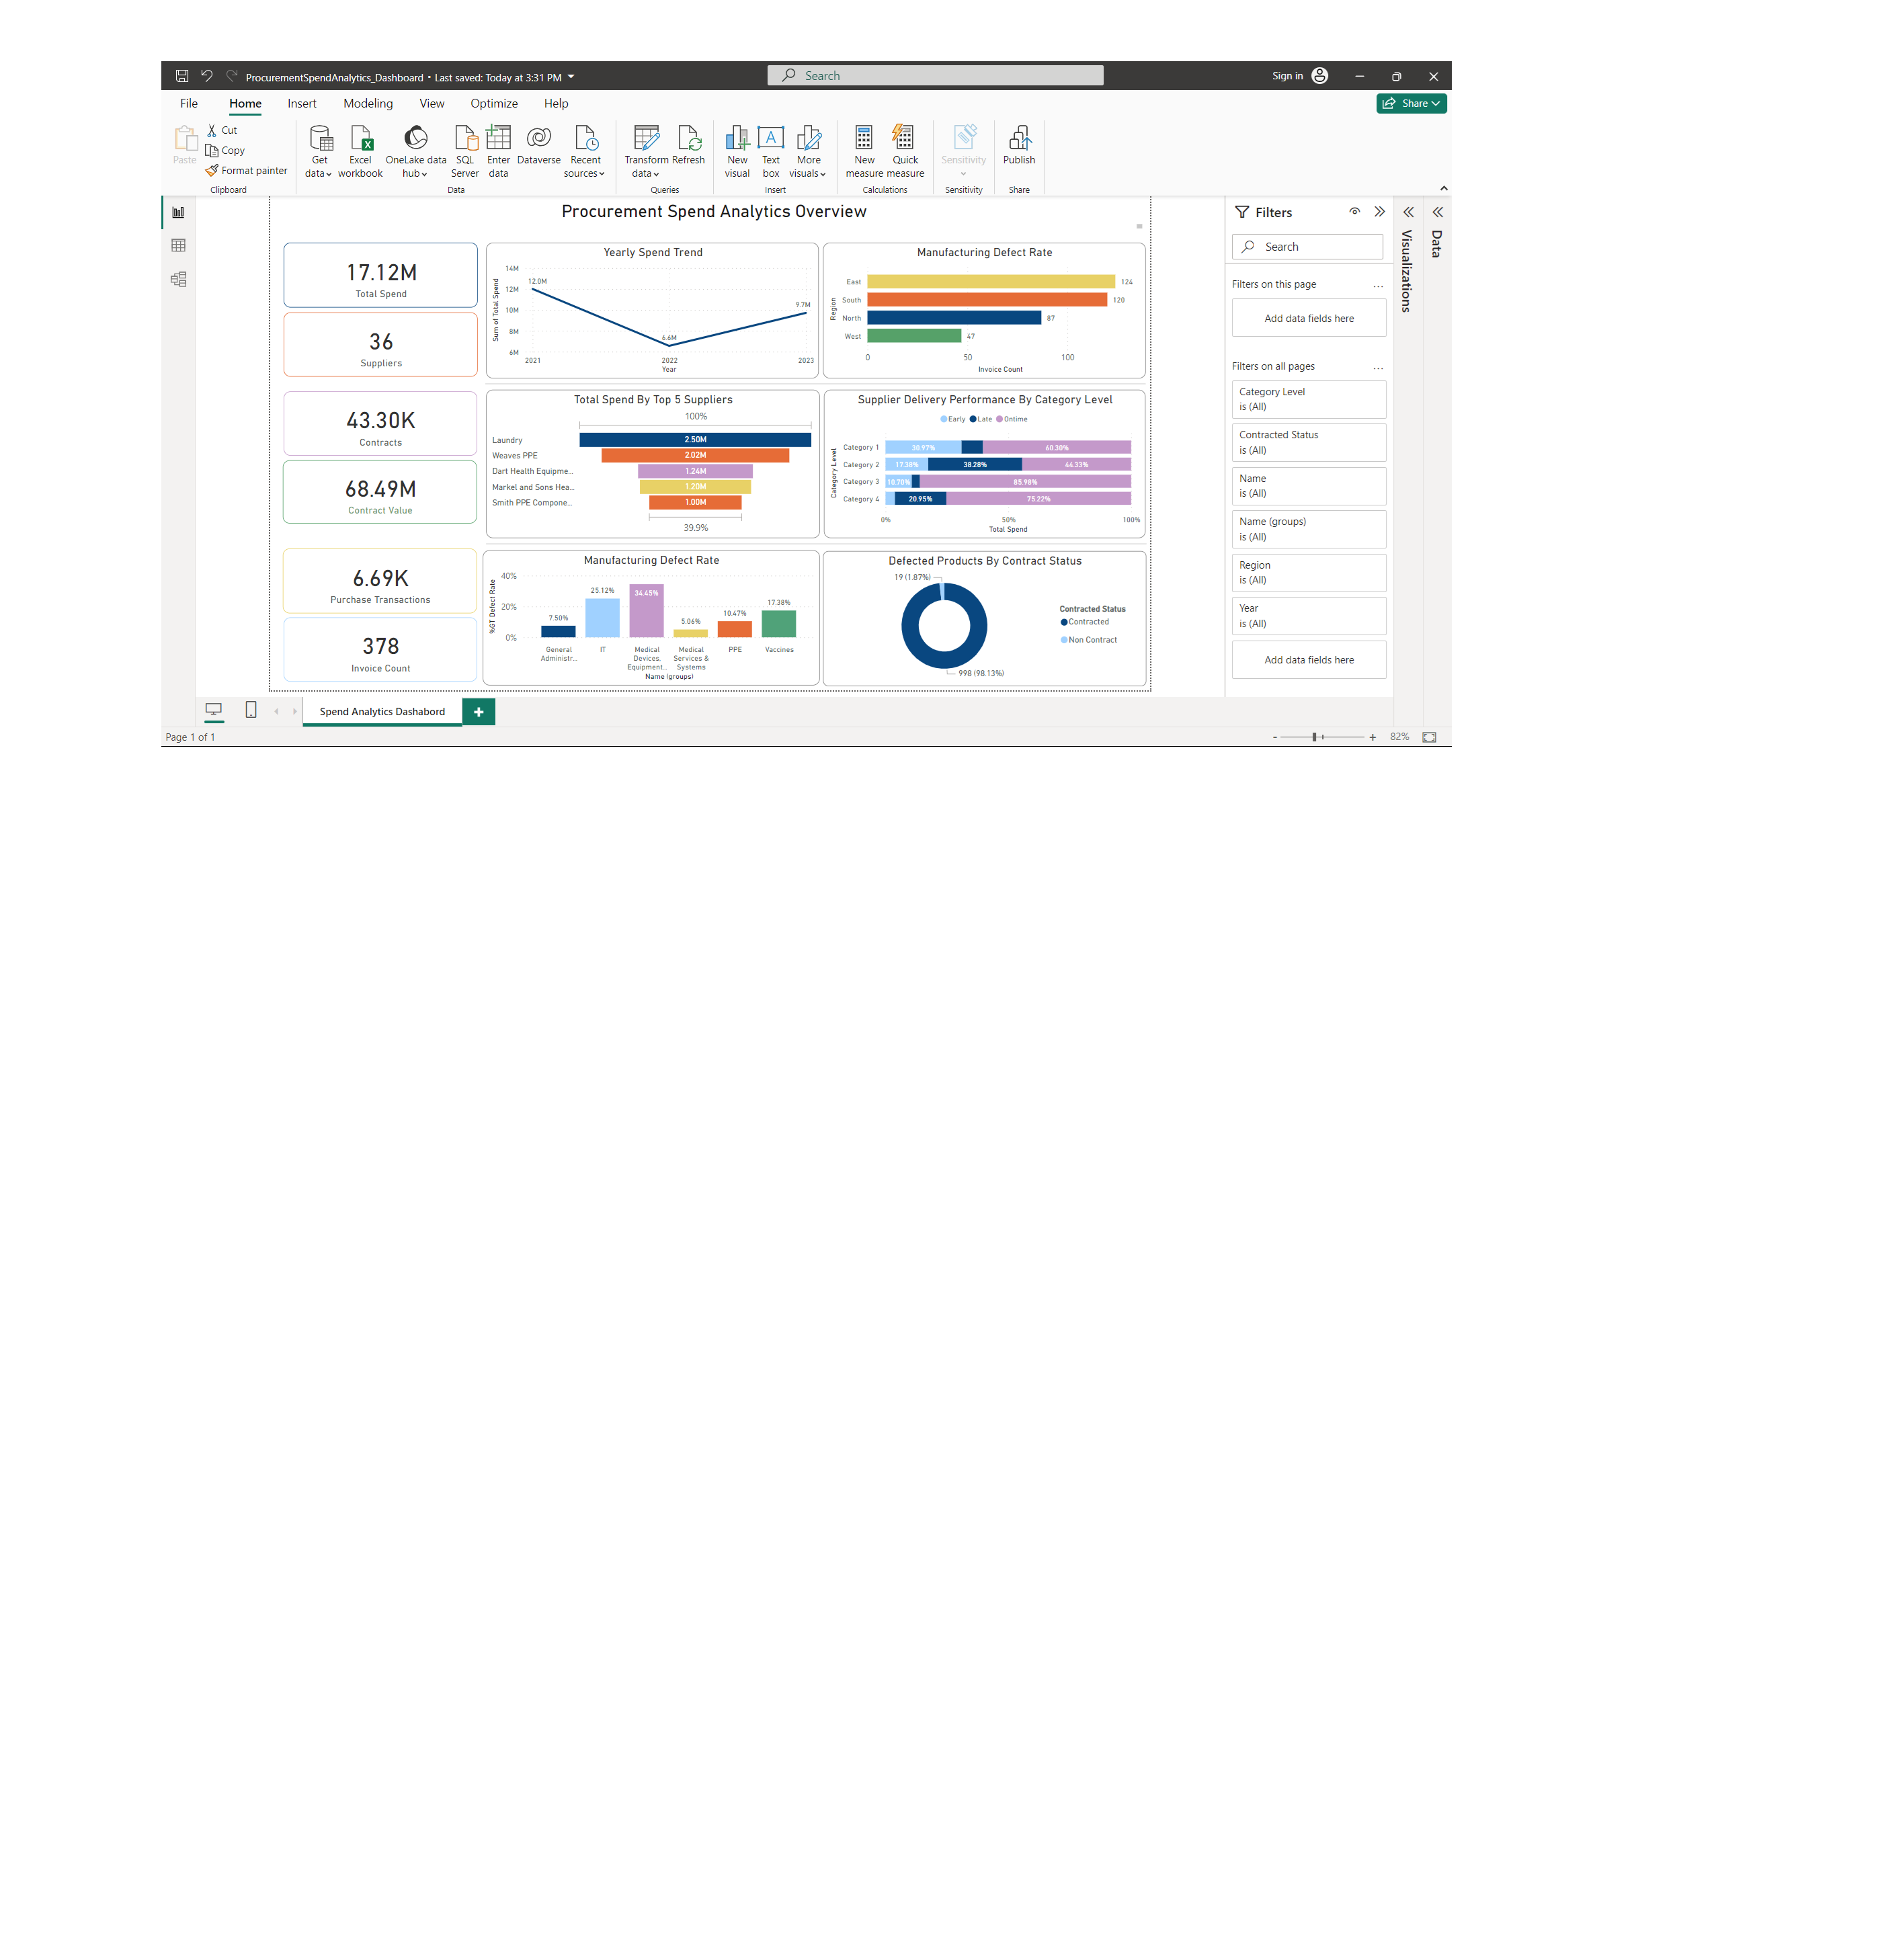 ProcurementSpendAnalytics_Dashboard • Last saved: Today at 3:31 PM
Search
Sign in
File Home Insert Modeling View Optimize Help
Share
Paste
Cut
Copy
Format painter
Clipboard
Get data
Excel workbook
OneLake data hub
SQL Server
Enter data
Dataverse
Recent sources
Data
Transform data
Refresh
Queries
New visual
Text box
More visuals
Insert
New measure
Quick measure
Calculations
Sensitivity
Sensitivity
Publish
Share
Procurement Spend Analytics Overview
17.12M
Total Spend
36
Suppliers
43.30K
Contracts
68.49M
Contract Value
6.69K
Purchase Transactions
378
Invoice Count
Yearly Spend Trend
Sum of Total Spend
14M
12M
10M
8M
6M
12.0M
6.6M
9.7M
2021 2022 2023
Year
Manufacturing Defect Rate
Region
East 124
South 120
North 87
West 47
0 50 100
Invoice Count
Total Spend By Top 5 Suppliers
100%
Laundry 2.50M
Weaves PPE 2.02M
Dart Health Equipme... 1.24M
Markel and Sons Hea... 1.20M
Smith PPE Compone... 1.00M
39.9%
Supplier Delivery Performance By Category Level
Early Late Ontime
Category Level
Category 1 30.97% 60.30%
Category 2 17.38% 38.28% 44.33%
Category 3 10.70% 85.98%
Category 4 20.95% 75.22%
0% 50% 100%
Total Spend
Manufacturing Defect Rate
%GT Defect Rate
40%
20%
0%
7.50%
25.12%
34.45%
5.06%
10.47%
17.38%
General Administr...
IT
Medical Devices, Equipment...
Medical Services & Systems
PPE
Vaccines
Name (groups)
Defected Products By Contract Status
19 (1.87%)
998 (98.13%)
Contracted Status
Contracted
Non Contract
Filters
Search
Filters on this page ...
Add data fields here
Filters on all pages ...
Category Level
is (All)
Contracted Status
is (All)
Name
is (All)
Name (groups)
is (All)
Region
is (All)
Year
is (All)
Add data fields here
Visualizations
Data
Spend Analytics Dashabord
Page 1 of 1
- + 82%